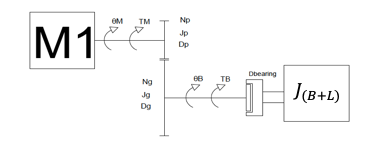 M1
θM TM
Np
Jp
Dp
Ng
Jg
Dg
θB TB
Dbearing
J(B+L)